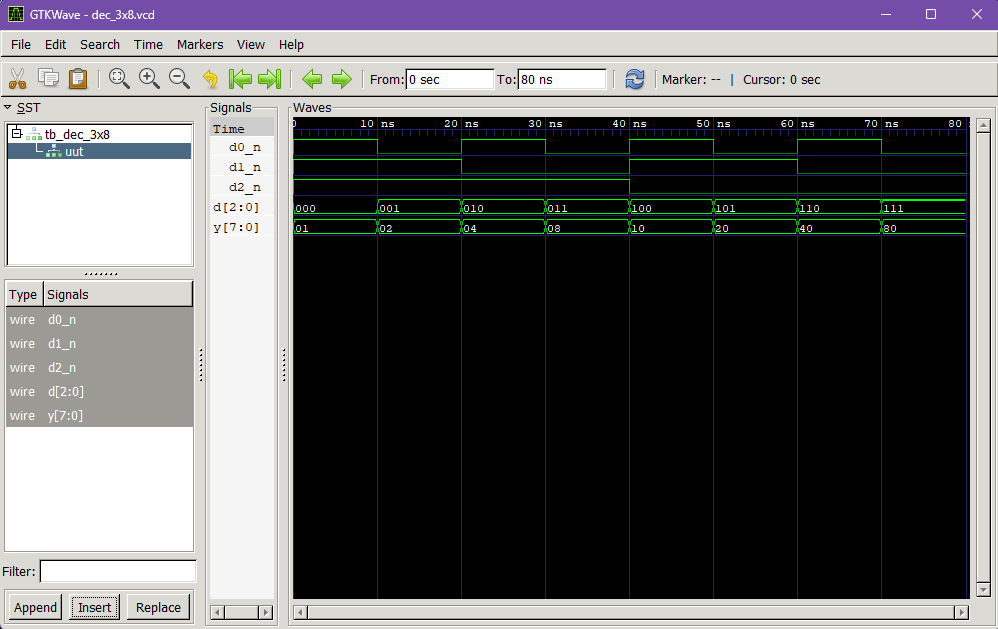 GTKWave - dec_3x8.vcd
File Edit Search Time Markers View Help
From: 0 sec To: 80 ns Marker: -- | Cursor: 0 sec
SST
tb_dec_3x8
uut
Type Signals
wire d0_n
wire d1_n
wire d2_n
wire d[2:0]
wire y[7:0]
Filter:
Append Insert Replace
Signals
Time
d0_n
d1_n
d2_n
d[2:0]
y[7:0]
Waves
0 10 ns 20 ns 30 ns 40 ns 50 ns 60 ns 70 ns 80
000 001 010 011 100 101 110 111
01 02 04 08 10 20 40 80